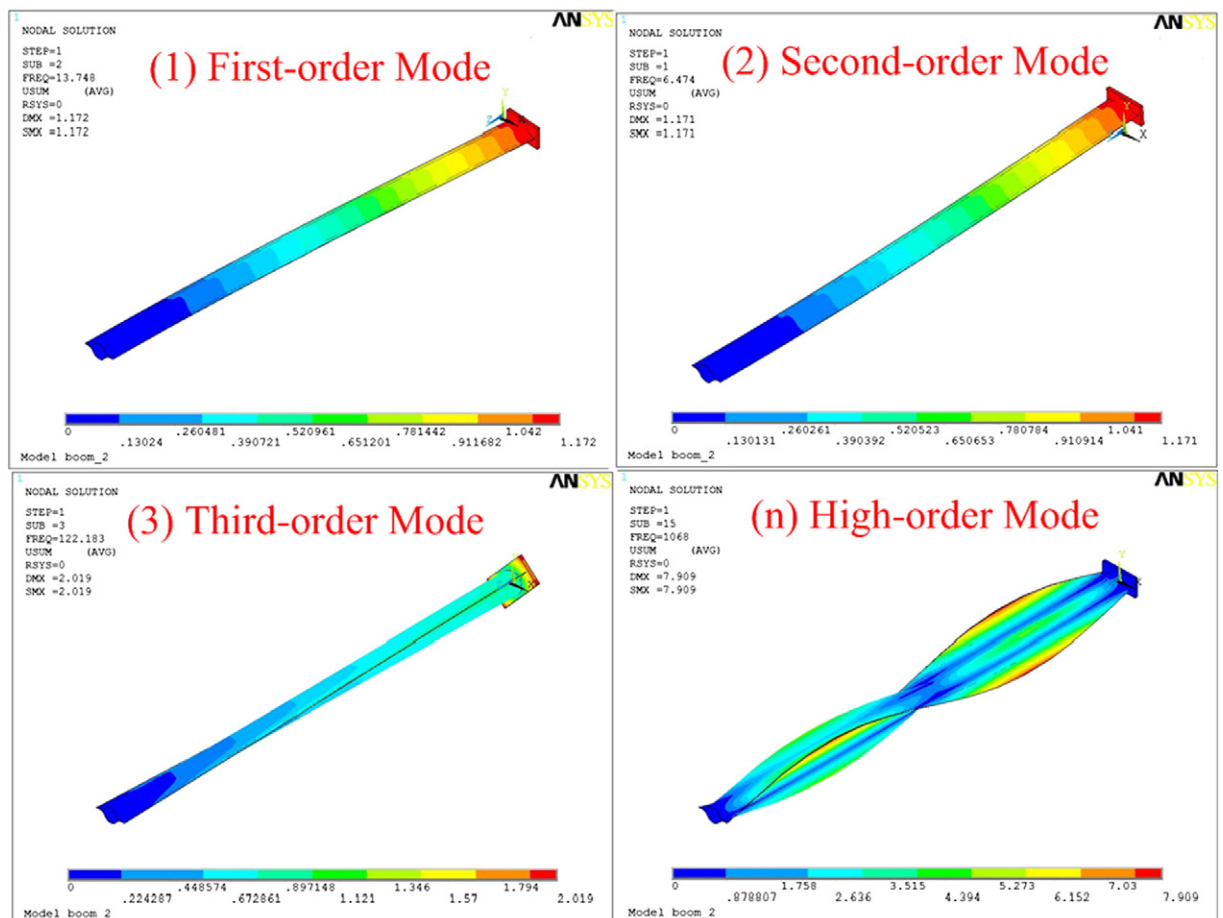 1
ANSYS
NODAL SOLUTION
STEP=1
SUB =2
FREQ=13.748
USUM (AVG)
RSYS=0
DMX =1.172
SMX =1.172
(1) First-order Mode
Y
Z X
0 .260481 .520961 .781442 1.042
.13024 .390721 .651201 .911682 1.172
Model boom_2
1
ANSYS
NODAL SOLUTION
STEP=1
SUB =1
FREQ=6.474
USUM (AVG)
RSYS=0
DMX =1.171
SMX =1.171
(2) Second-order Mode
Y
Z X
0 .260261 .520523 .780784 1.041
.130131 .390392 .650653 .910914 1.171
Model boom_2
1
ANSYS
NODAL SOLUTION
STEP=1
SUB =3
FREQ=122.183
USUM (AVG)
RSYS=0
DMX =2.019
SMX =2.019
(3) Third-order Mode
0 .448574 .897148 1.346 1.794
.224287 .672861 1.121 1.57 2.019
Model boom_2
1
ANSYS
NODAL SOLUTION
STEP=1
SUB =15
FREQ=1068
USUM (AVG)
RSYS=0
DMX =7.909
SMX =7.909
(n) High-order Mode
Y
X
0 1.758 3.515 5.273 7.03
.878807 2.636 4.394 6.152 7.909
Model boom_2